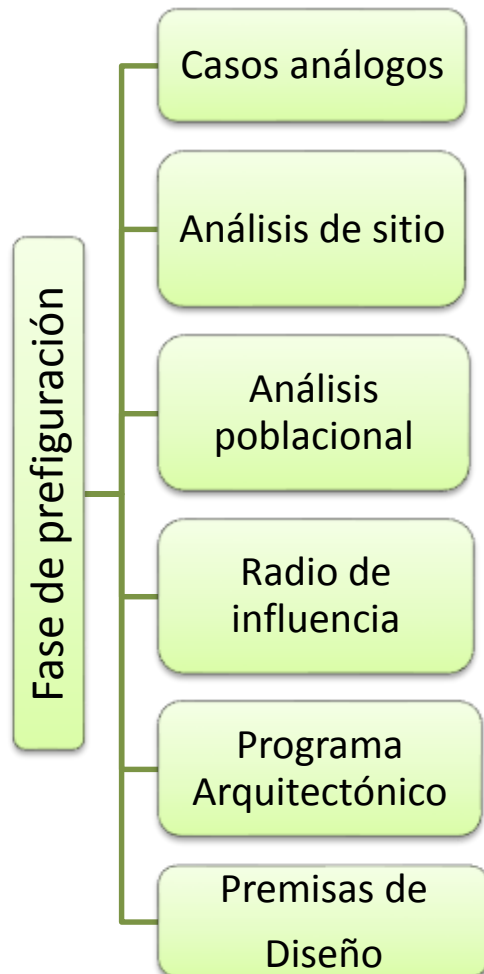 Fase de prefiguración
Casos análogos
Análisis de sitio
Análisis
poblacional
Radio de
influencia
Programa
Arquitectónico
Premisas de
Diseño